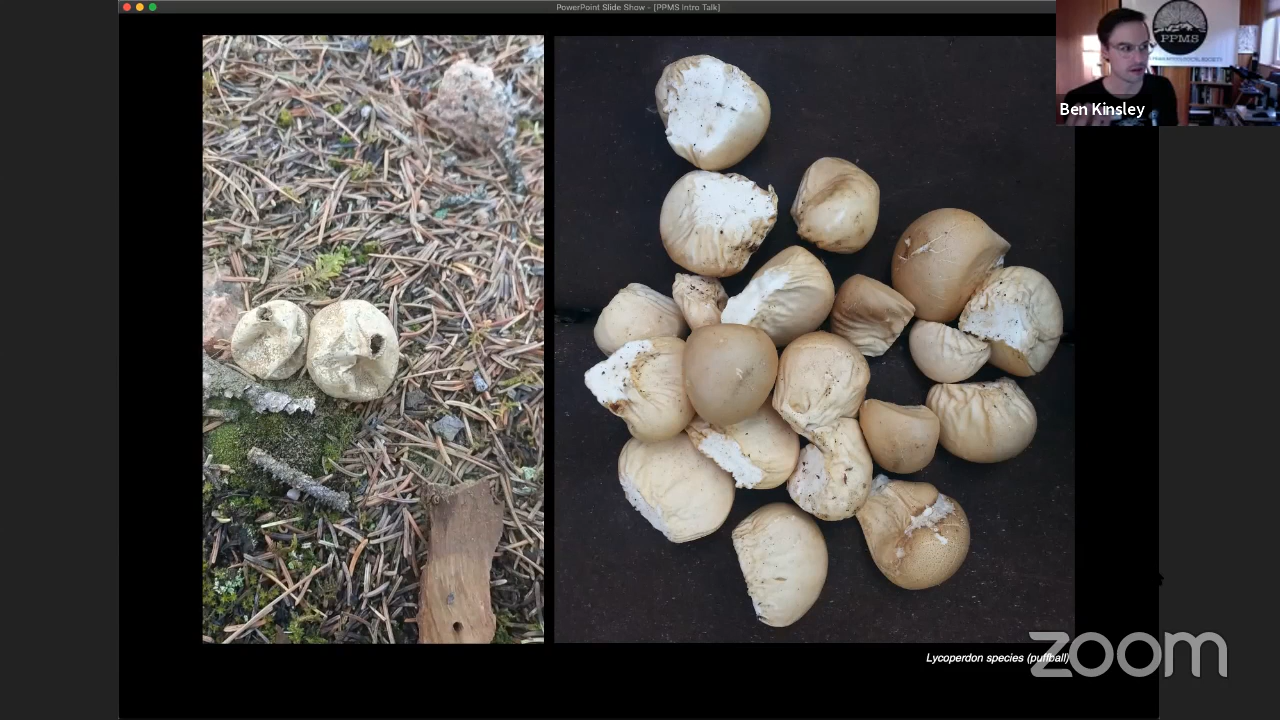 PowerPoint Slide Show - [PPMS Intro Talk]
PPMS
Ben Kinsley
Lycoperdon species (puffball)
zoom